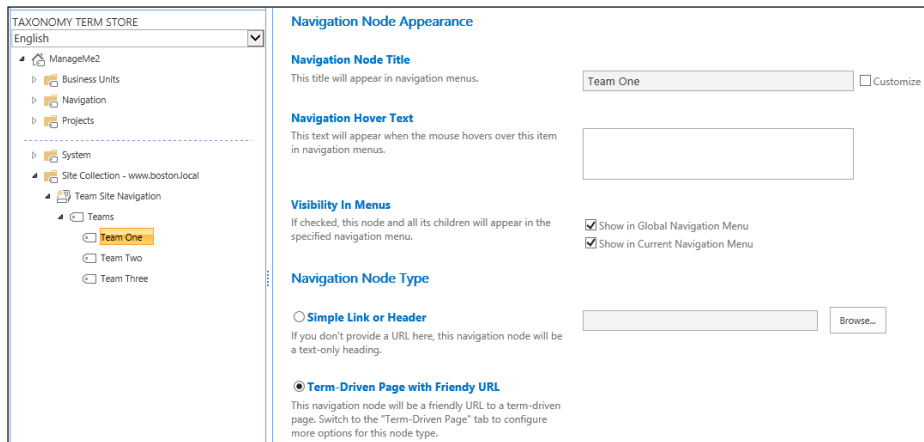 TAXONOMY TERM STORE
English
ManageMe2
Business Units
Navigation
Projects
System
Site Collection - www.boston.local
Team Site Navigation
Teams
Team One
Team Two
Team Three
Navigation Node Appearance
Navigation Node Title
This title will appear in navigation menus.
Team One
Customize
Navigation Hover Text
This text will appear when the mouse hovers over this item
in navigation menus.
Visibility In Menus
If checked, this node and all its children will appear in the
specified navigation menu.
Show in Global Navigation Menu
Show in Current Navigation Menu
Navigation Node Type
Simple Link or Header
If you don't provide a URL here, this navigation node will be
a text-only heading.
Browse...
Term-Driven Page with Friendly URL
This navigation node will be a friendly URL to a term-driven
page. Switch to the "Term-Driven Page" tab to configure
more options for this node type.